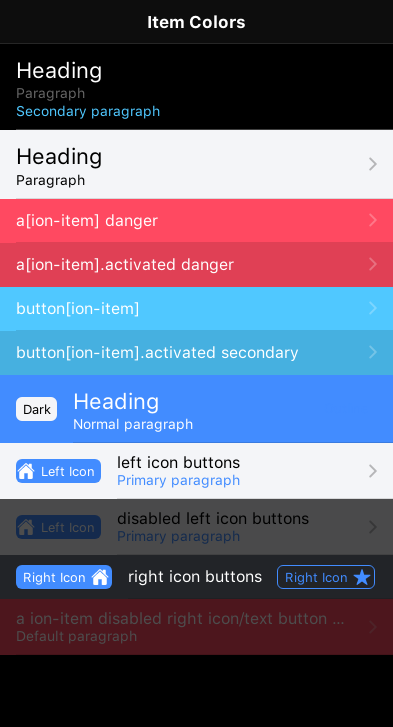 Item Colors
Heading
Paragraph
Secondary paragraph
Heading
Paragraph
a[ion-item] danger
a[ion-item].activated danger
button[ion-item]
button[ion-item].activated secondary
Dark
Heading
Normal paragraph
Left Icon
left icon buttons
Primary paragraph
Left Icon
disabled left icon buttons
Primary paragraph
Right Icon right icon buttons Right Icon
a ion-item disabled right icon/text button ...
Default paragraph